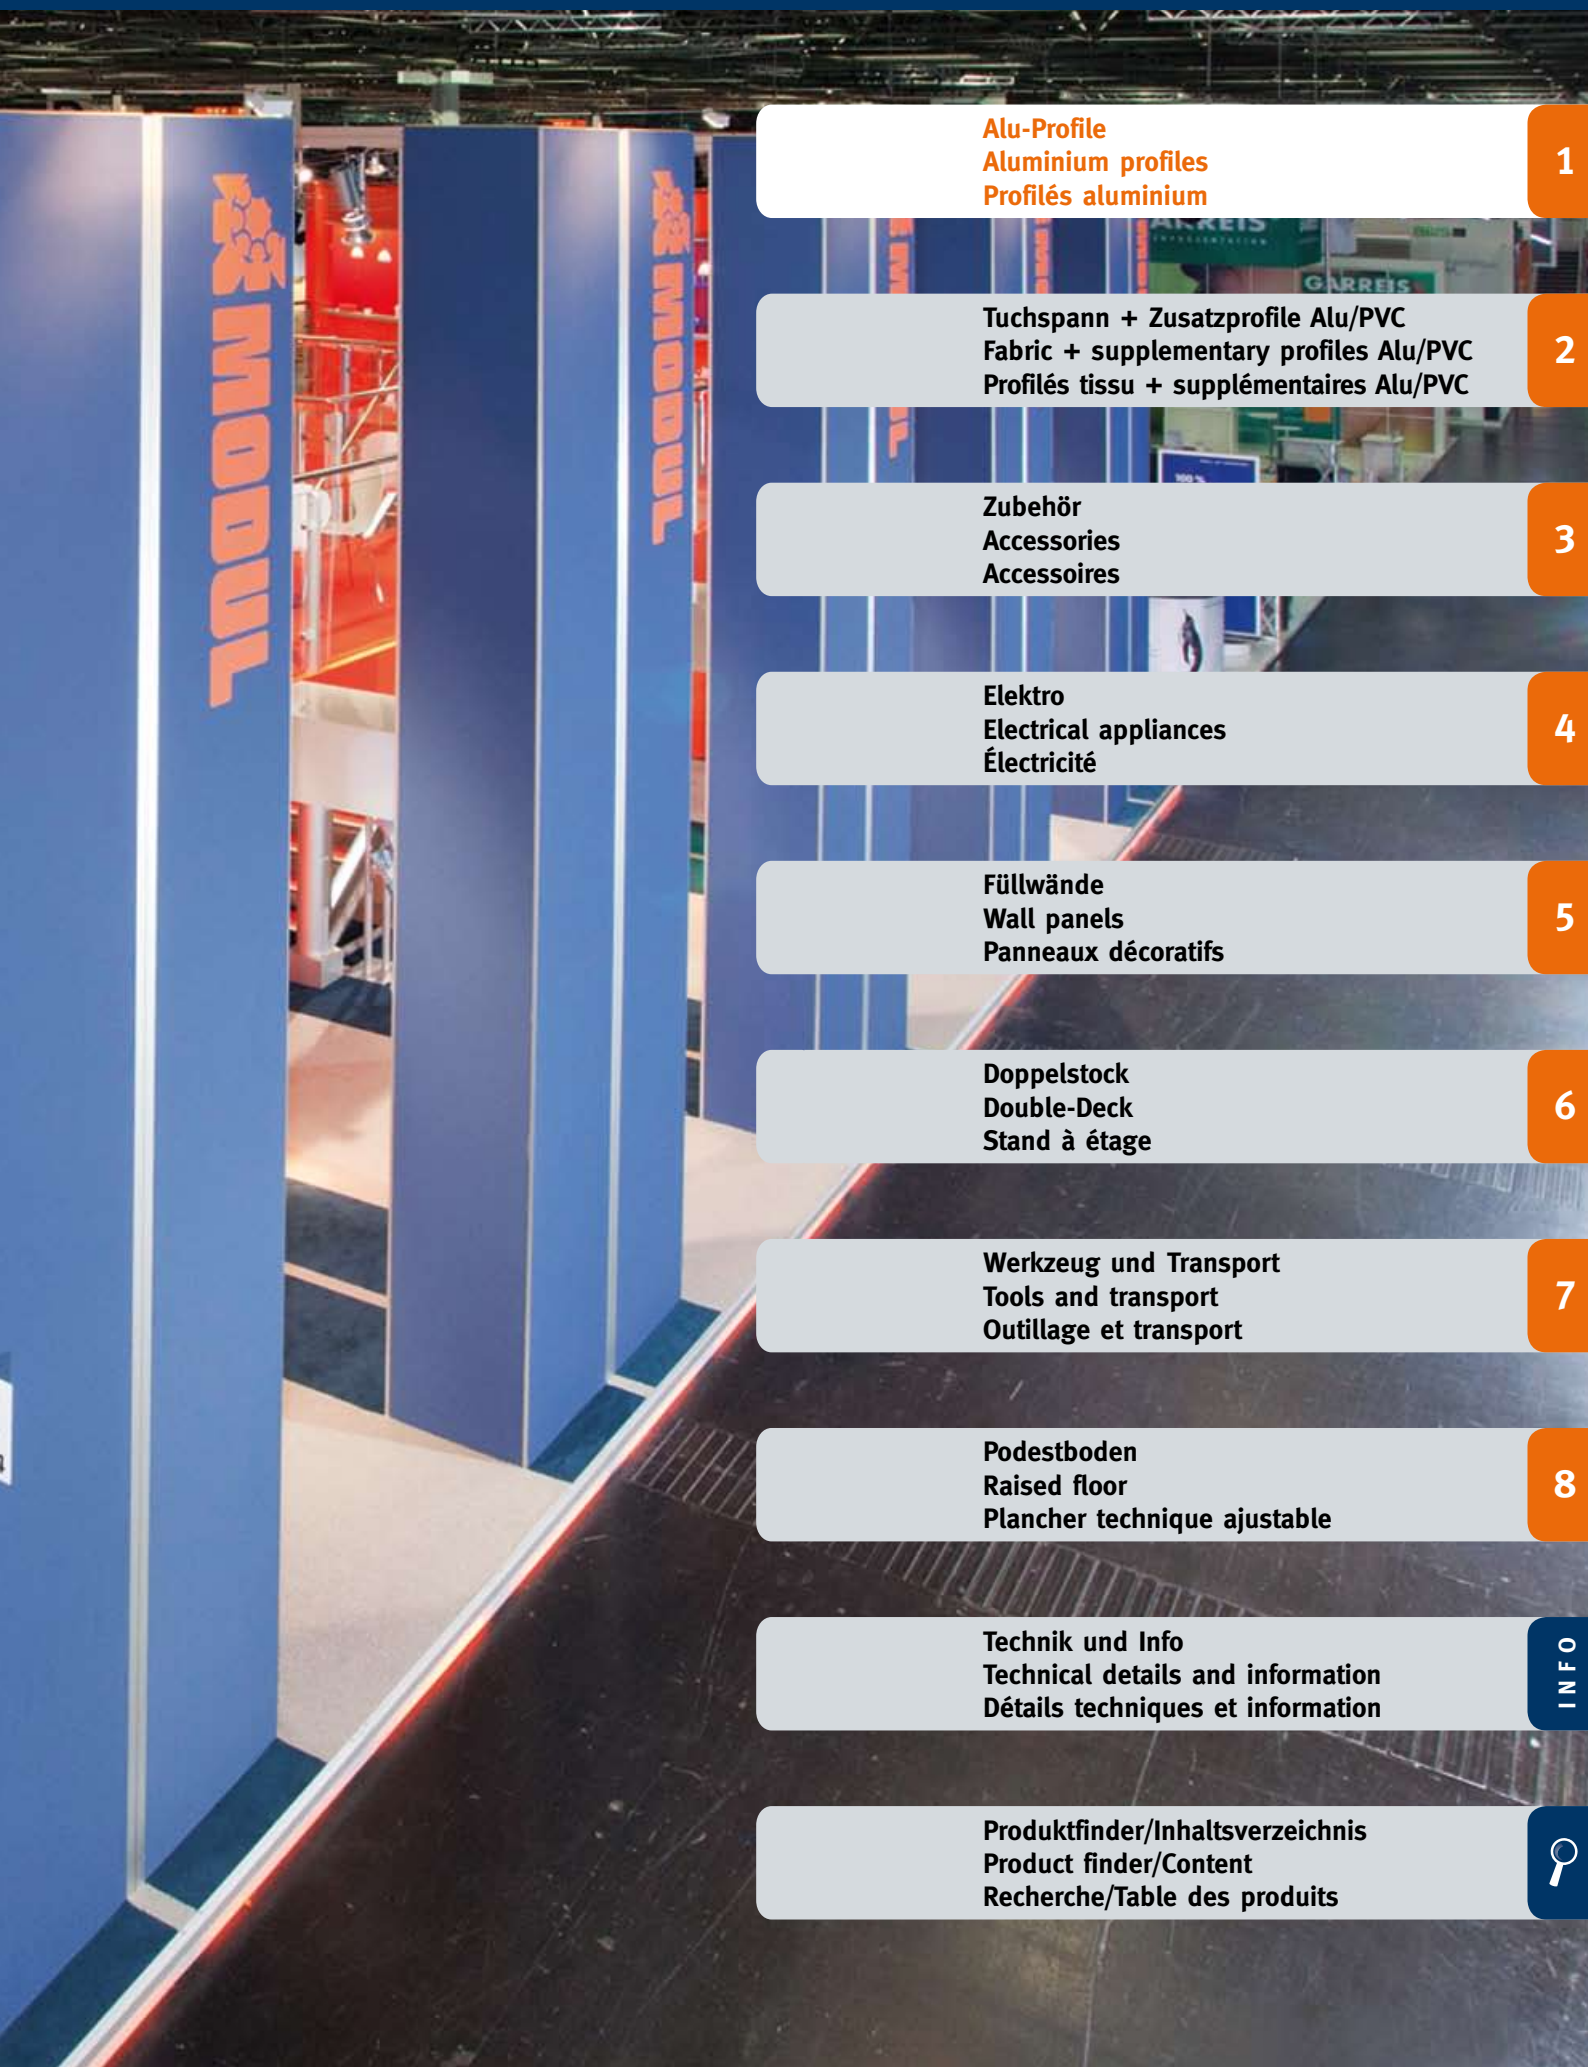 MODUL
MODUL
Alu-Profile
Aluminium profiles
Profilés aluminium
1
GARREIS
Tuchspann + Zusatzprofile Alu/PVC
Fabric + supplementary profiles Alu/PVC
Profilés tissu + supplémentaires Alu/PVC
2
100 %
Zubehör
Accessories
Accessoires
3
Elektro
Electrical appliances
Électricité
4
Füllwände
Wall panels
Panneaux décoratifs
5
Doppelstock
Double-Deck
Stand à étage
6
Werkzeug und Transport
Tools and transport
Outillage et transport
7
Podestboden
Raised floor
Plancher technique ajustable
8
Technik und Info
Technical details and information
Détails techniques et information
INFO
Produktfinder/Inhaltsverzeichnis
Product finder/Content
Recherche/Table des produits